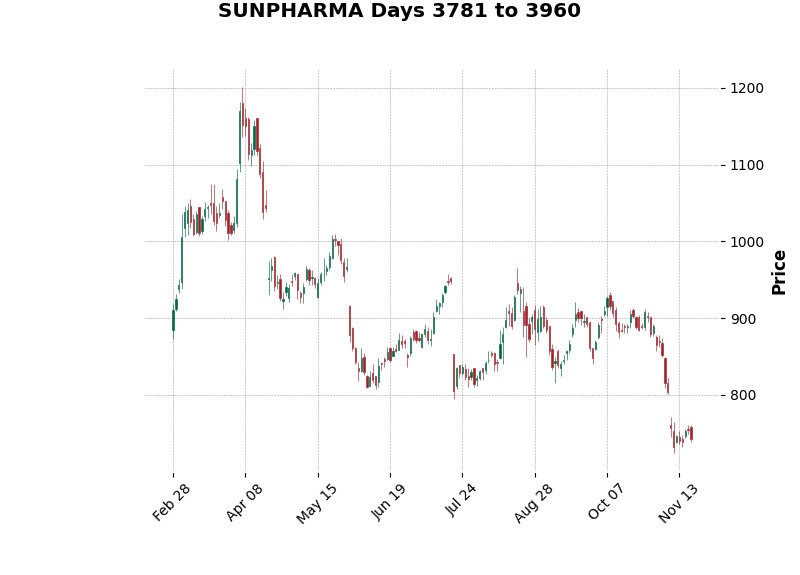 SUNPHARMA Days 3781 to 3960
1200
1100
1000
900
800
Price
Feb 28
Apr 08
May 15
Jun 19
Jul 24
Aug 28
Oct 07
Nov 13